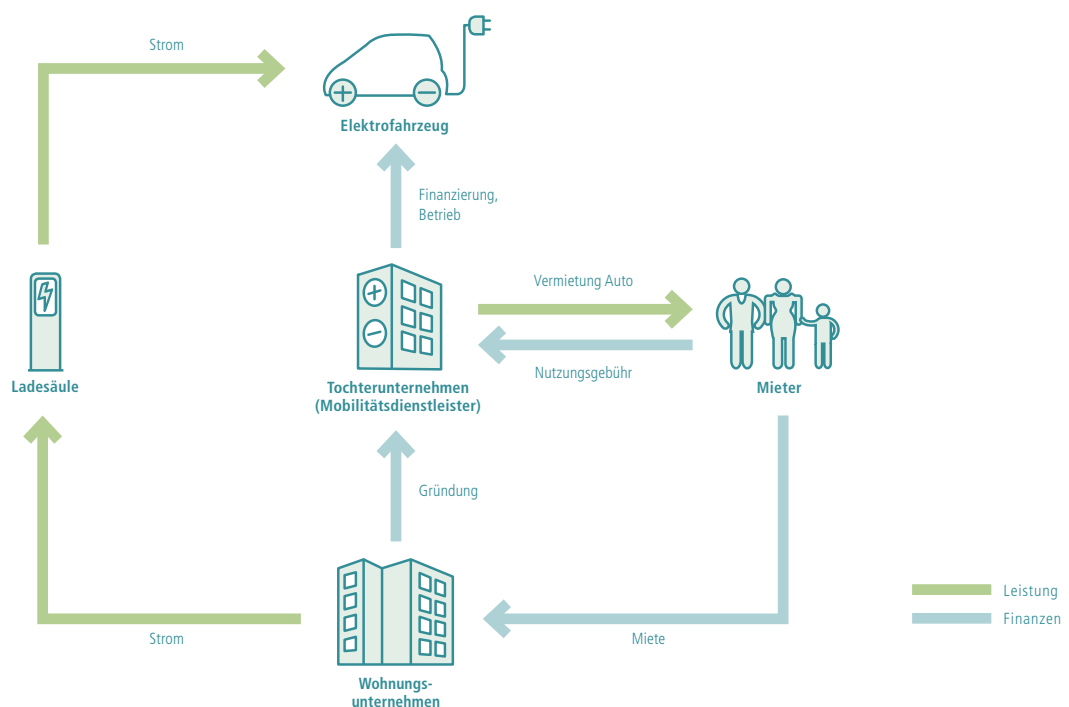 Strom
Elektrofahrzeug
Finanzierung,
Betrieb
Vermietung Auto
Nutzungsgebühr
Ladesäule
Tochterunternehmen
(Mobilitätsdienstleister)
Mieter
Gründung
Leistung
Finanzen
Strom
Miete
Wohnungs-
unternehmen